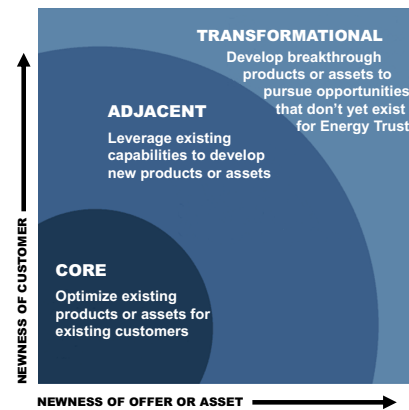 TRANSFORMATIONAL
Develop breakthrough
products or assets to
pursue opportunities
that don't yet exist
for Energy Trust
ADJACENT
Leverage existing
capabilities to develop
new products or assets
CORE
Optimize existing
products or assets for
existing customers
NEWNESS OF CUSTOMER
NEWNESS OF OFFER OR ASSET